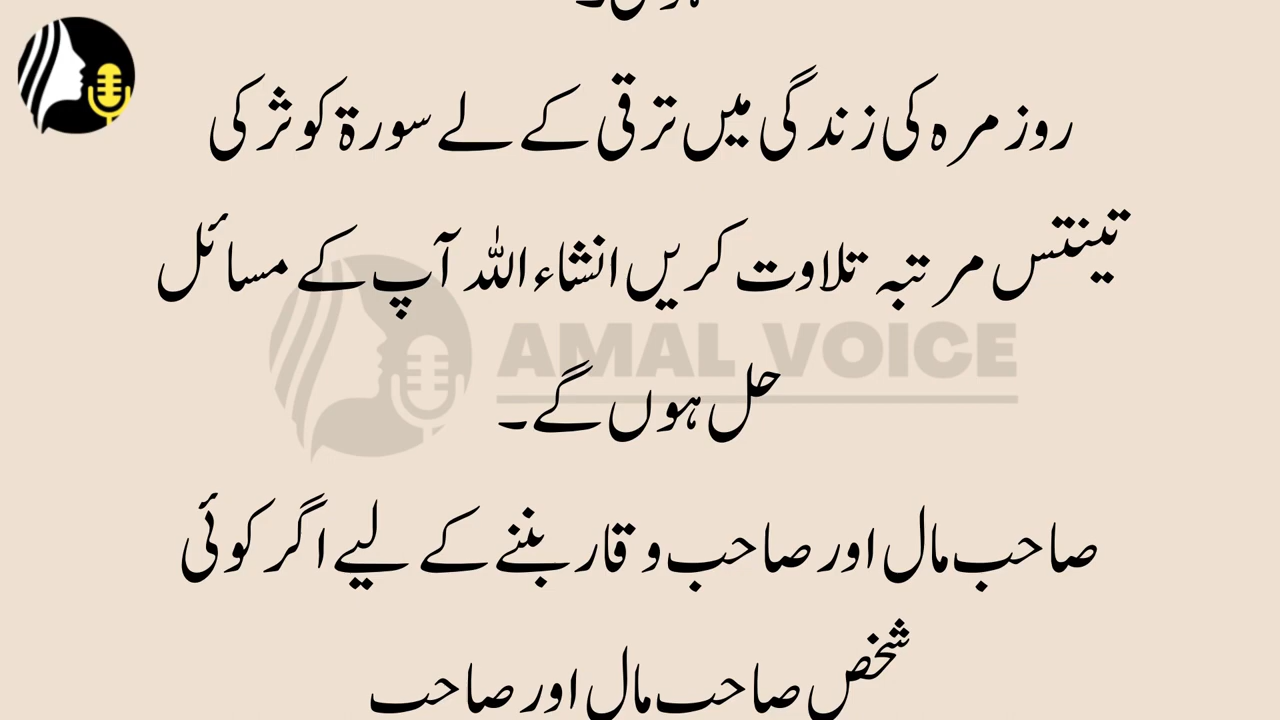 روز مرہ کی زندگی میں ترقی کے لے سورۃ کوثر کی
تینتس مرتبہ تلاوت کریں انشاء اللہ آپ کے مسائل
AMAL VOICE
حل ہوں گے۔
صاحب مال اور صاحب وقار بننے کے لیے اگر کوئی
شخص صاحب مال اور صاحب